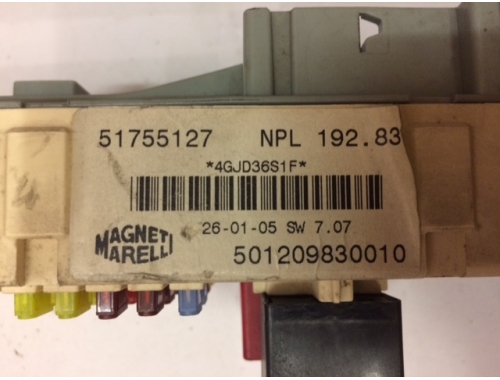 51755127 NPL 192.83
*4GJD36S1F*
26-01-05 SW 7.07
MAGNETI
MARELLI
501209830010